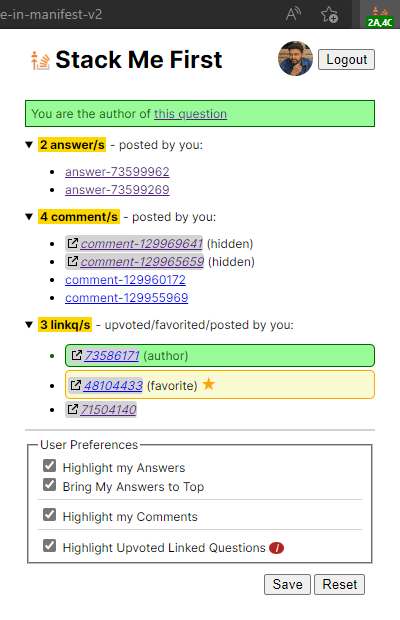 e-in-manifest-v2
2A,4C
Stack Me First
Logout
You are the author of this question
2 answer/s - posted by you:
answer-73599962
answer-73599269
4 comment/s - posted by you:
comment-129969641 (hidden)
comment-129965659 (hidden)
comment-129960172
comment-129955969
3 linkq/s - upvoted/favorited/posted by you:
73586171 (author)
48104433 (favorite)
71504140
User Preferences
Highlight my Answers
Bring My Answers to Top
Highlight my Comments
Highlight Upvoted Linked Questions i
Save Reset